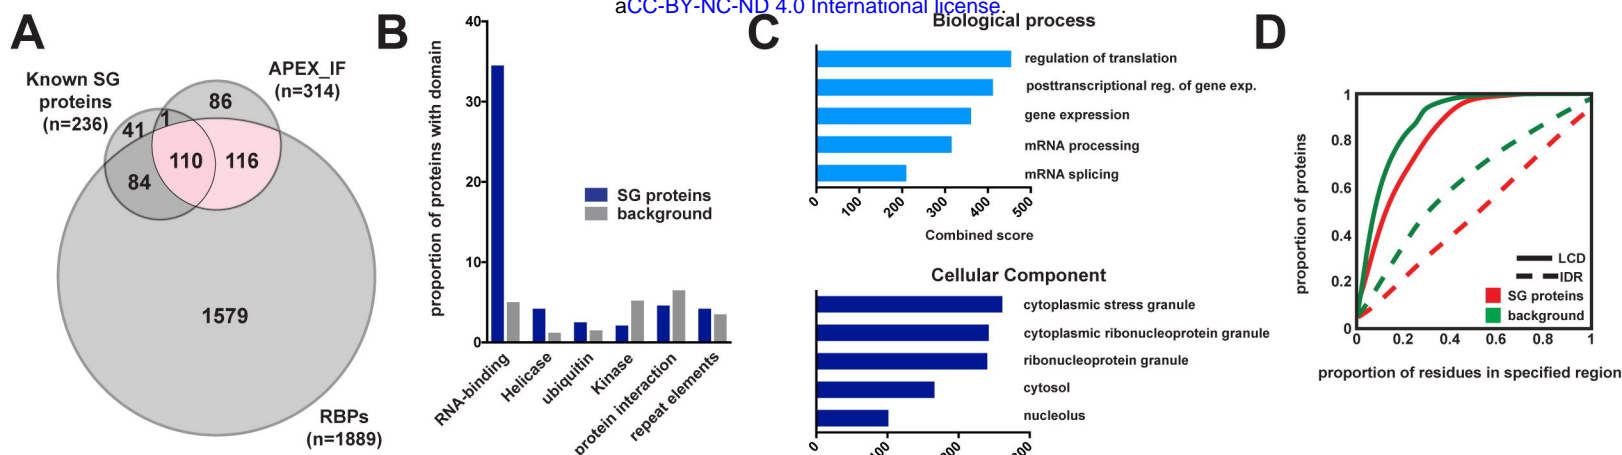 aCC-BY-NC-ND 4.0 International license.
A
Known SG
proteins
(n=236)
APEX_IF
(n=314)
86
1
41
110
116
84
1579
RBPs
(n=1889)
B
proportion of proteins with domain
40
30
20
10
0
SG proteins
background
RNA-binding
Helicase
ubiquitin
Kinase
protein interaction
repeat elements
C
Biological process
regulation of translation
posttranscriptional reg. of gene exp.
gene expression
mRNA processing
mRNA splicing
0 100 200 300 400 500
Combined score
Cellular Component
cytoplasmic stress granule
cytoplasmic ribonucleoprotein granule
ribonucleoprotein granule
cytosol
nucleolus
D
proportion of proteins
1
0.8
0.6
0.4
0.2
0
LCD
IDR
SG proteins
background
0 0.2 0.4 0.6 0.8 1
proportion of residues in specified region